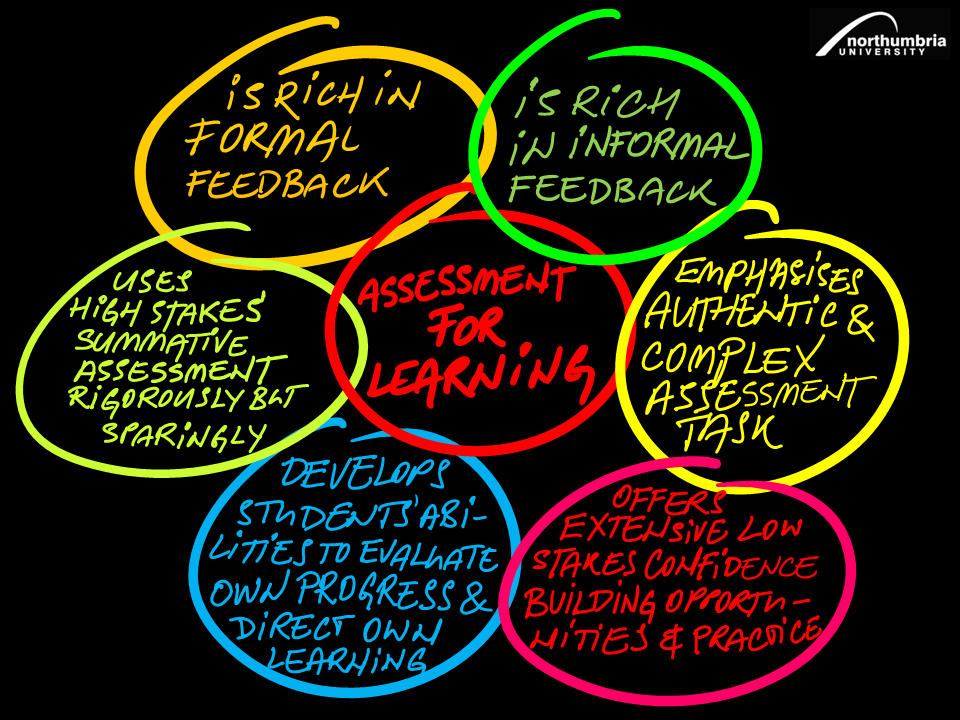 northumbria
UNIVERSITY
iS RiCH iN
FORMAL
FEEDBACK
iS RiCH
iN iNFORMAL
FEEDBACK
USES
HiGH STAKES
SUMMATIVE
ASSESSMENT
RiGOROUSLY BUT
SPARiNGLY
ASSESSMENT
FOR
LEARNiNG
EMPHASISES
AUTHENTiC &
COMPLEX
ASSESSMENT
TASK
DEVELOPS
STUDENTS' ABi-
LiTiES TO EVALUATE
OWN PROGRESS &
DiRECT OWN
LEARNiNG
OFFERS
EXTENSiVE LOW
STAKES CONFiDENCE
BUiLDiNG OPPORTU-
NiTiES & PRACTiCE